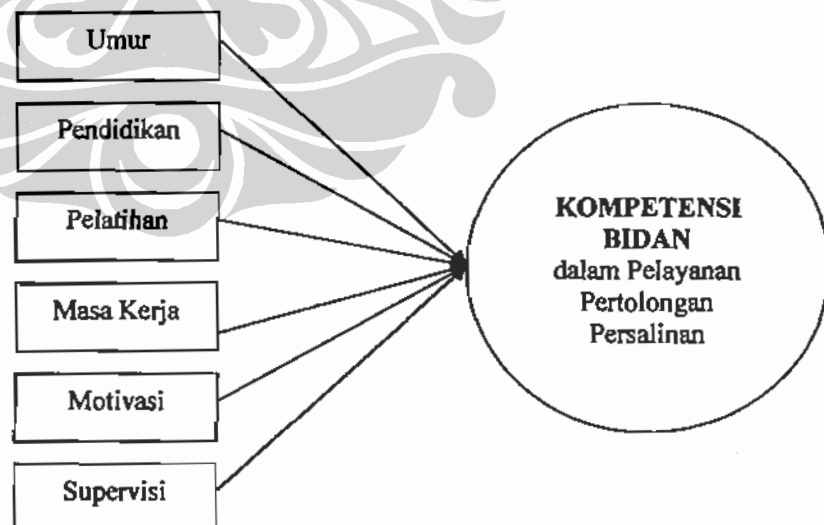 Umur
Pendidikan
Pelatihan
Masa Kerja
Motivasi
Supervisi
KOMPETENSI
BIDAN
dalam Pelayanan
Pertolongan
Persalinan